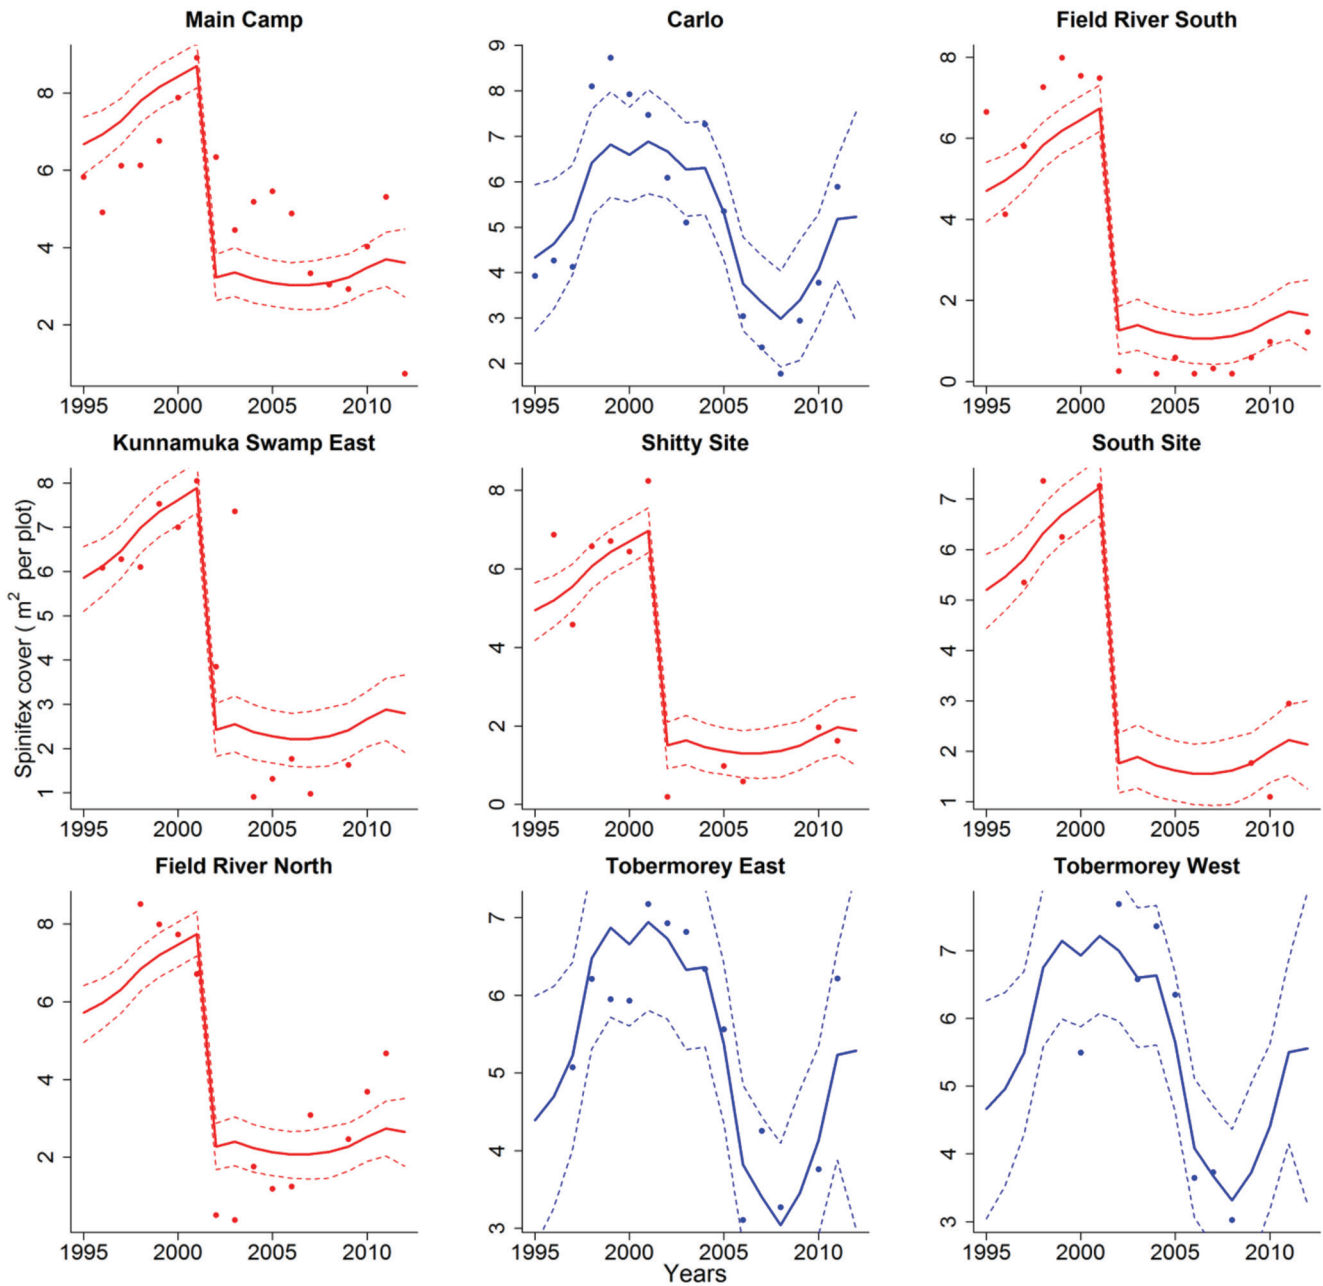 Main Camp
Carlo
Field River South
8
6
4
2
9
8
7
6
5
4
3
2
8
6
4
2
0
1995 2000 2005 2010
1995 2000 2005 2010
1995 2000 2005 2010
Kunnamuka Swamp East
Shitty Site
South Site
Spinifex cover ( m² per plot)
8
7
6
5
4
3
2
1
8
6
4
2
0
7
6
5
4
3
2
1
1995 2000 2005 2010
1995 2000 2005 2010
1995 2000 2005 2010
Field River North
Tobermorey East
Tobermorey West
8
6
4
2
7
6
5
4
3
7
6
5
4
3
1995 2000 2005 2010
1995 2000 2005 2010
1995 2000 2005 2010
Years